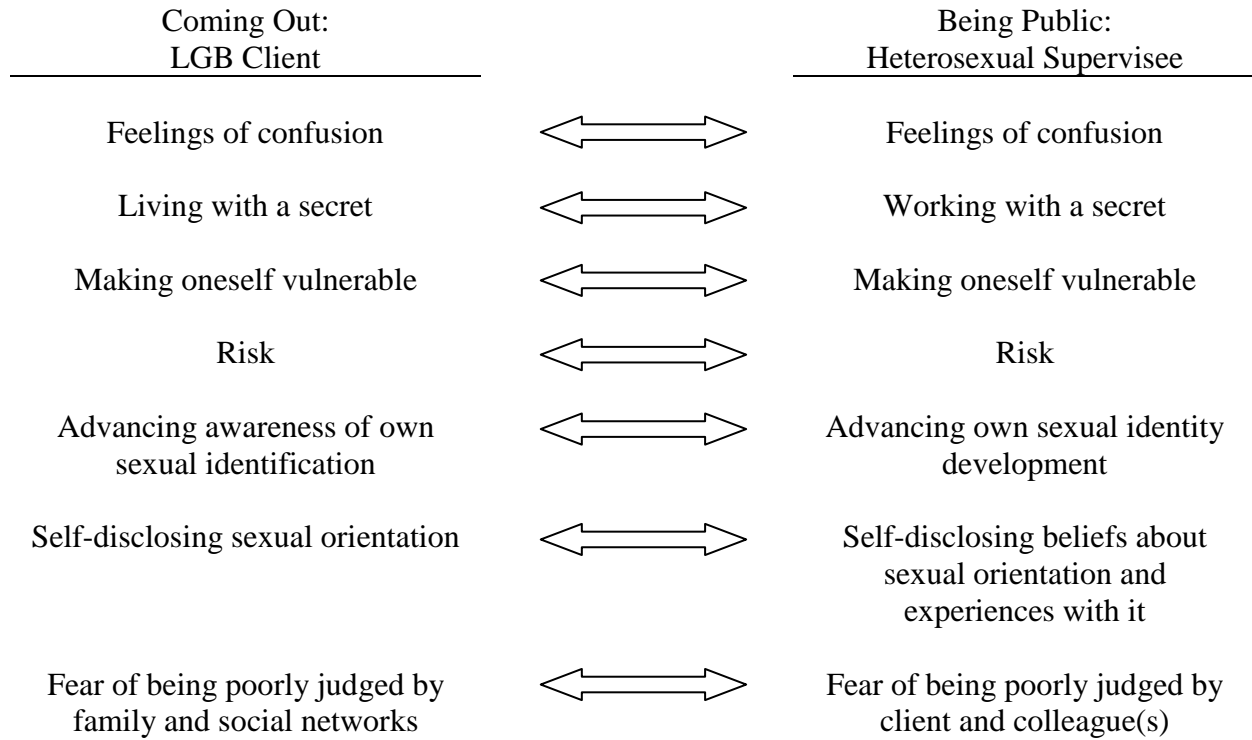 Coming Out:
LGB Client
Being Public:
Heterosexual Supervisee
Feelings of confusion
Feelings of confusion
Living with a secret
Working with a secret
Making oneself vulnerable
Making oneself vulnerable
Risk
Risk
Advancing awareness of own
sexual identification
Advancing own sexual identity
development
Self-disclosing sexual orientation
Self-disclosing beliefs about
sexual orientation and
experiences with it
Fear of being poorly judged by
family and social networks
Fear of being poorly judged by
client and colleague(s)